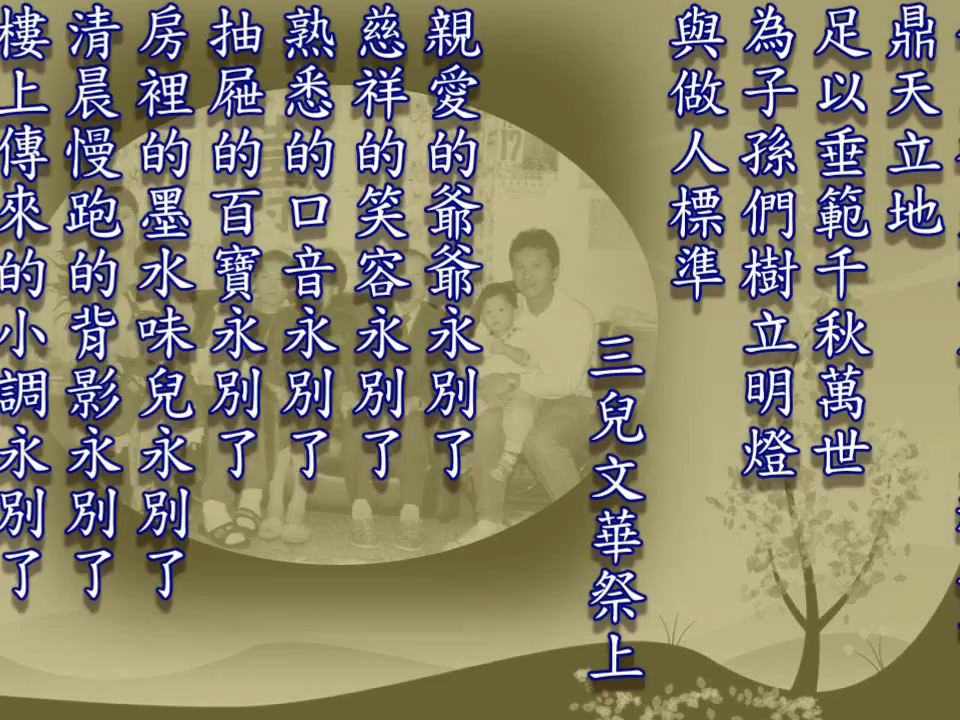 鼎天立地
足以垂範千秋萬世
為子孫們樹立明燈
與做人標準
三兒文華祭上
親愛的爺爺永別了
慈祥的笑容永別了
熟悉的口音永別了
抽屜的百寶永別了
房裡的墨水味兒永別了
清晨慢跑的背影永別了
樓上傳來的小調永別了
17